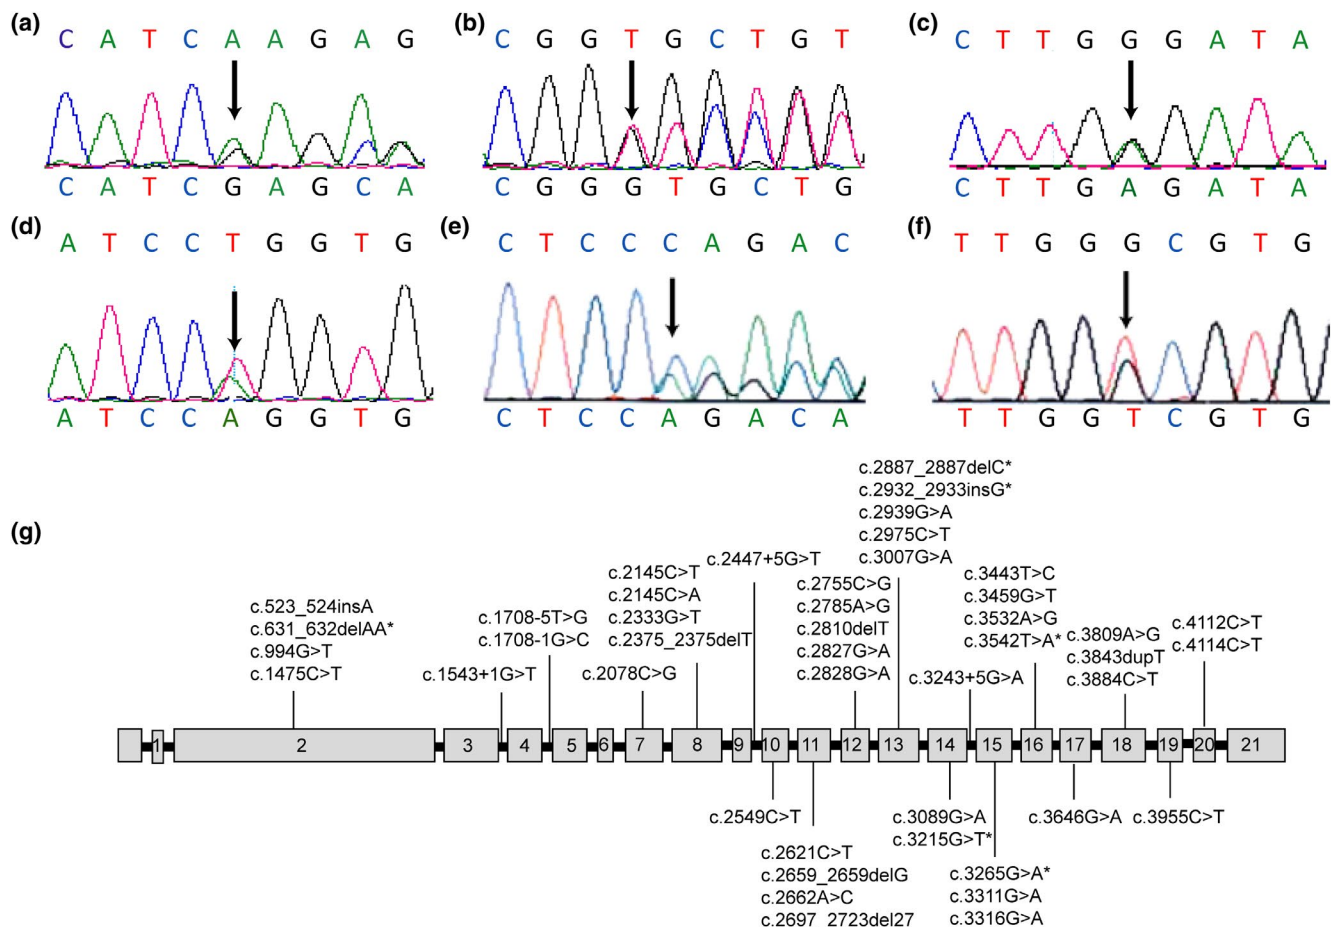 (a)
C A T C A A G A G
C A T C G A G C A
(b)
C G G T G C T G T
C G G G T G C T G
(c)
C T T G G G A T A
C T T G A G A T A
(d)
A T C C T G G T G
A T C C A G G T G
(e)
C T C C C A G A C
C T C C A G A C A
(f)
T T G G G C G T G
T T G G T C G T G
(g)
c.523_524insA
c.631_632delAA*
c.994G>T
c.1475C>T
c.1543+1G>T
c.1708-5T>G
c.1708-1G>C
c.2078C>G
c.2145C>T
c.2145C>A
c.2333G>T
c.2375_2375delT
c.2447+5G>T
c.2755C>G
c.2785A>G
c.2810delT
c.2827G>A
c.2828G>A
c.2887_2887delC*
c.2932_2933insG*
c.2939G>A
c.2975C>T
c.3007G>A
c.3243+5G>A
c.3443T>C
c.3459G>T
c.3532A>G
c.3542T>A*
c.3809A>G
c.3843dupT
c.3884C>T
c.4112C>T
c.4114C>T
1 2 3 4 5 6 7 8 9 10 11 12 13 14 15 16 17 18 19 20 21
c.2549C>T
c.2621C>T
c.2659_2659delG
c.2662A>C
c.2697_2723del27
c.3089G>A
c.3215G>T*
c.3265G>A*
c.3311G>A
c.3316G>A
c.3646G>A
c.3955C>T